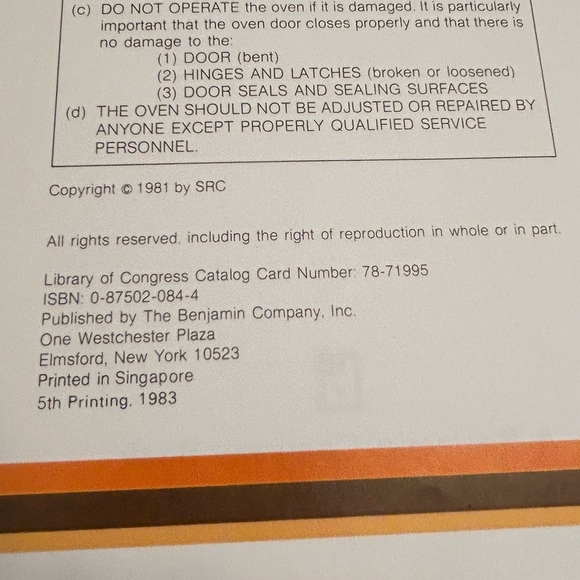 (c) DO NOT OPERATE the oven if it is damaged. It is particularly
important that the oven door closes properly and that there is
no damage to the:
(1) DOOR (bent)
(2) HINGES AND LATCHES (broken or loosened)
(3) DOOR SEALS AND SEALING SURFACES
(d) THE OVEN SHOULD NOT BE ADJUSTED OR REPAIRED BY
ANYONE EXCEPT PROPERLY QUALIFIED SERVICE
PERSONNEL.
Copyright © 1981 by SRC
All rights reserved, including the right of reproduction in whole or in part.
Library of Congress Catalog Card Number: 78-71995
ISBN: 0-87502-084-4
Published by The Benjamin Company, Inc.
One Westchester Plaza
Elmsford, New York 10523
Printed in Singapore
5th Printing, 1983